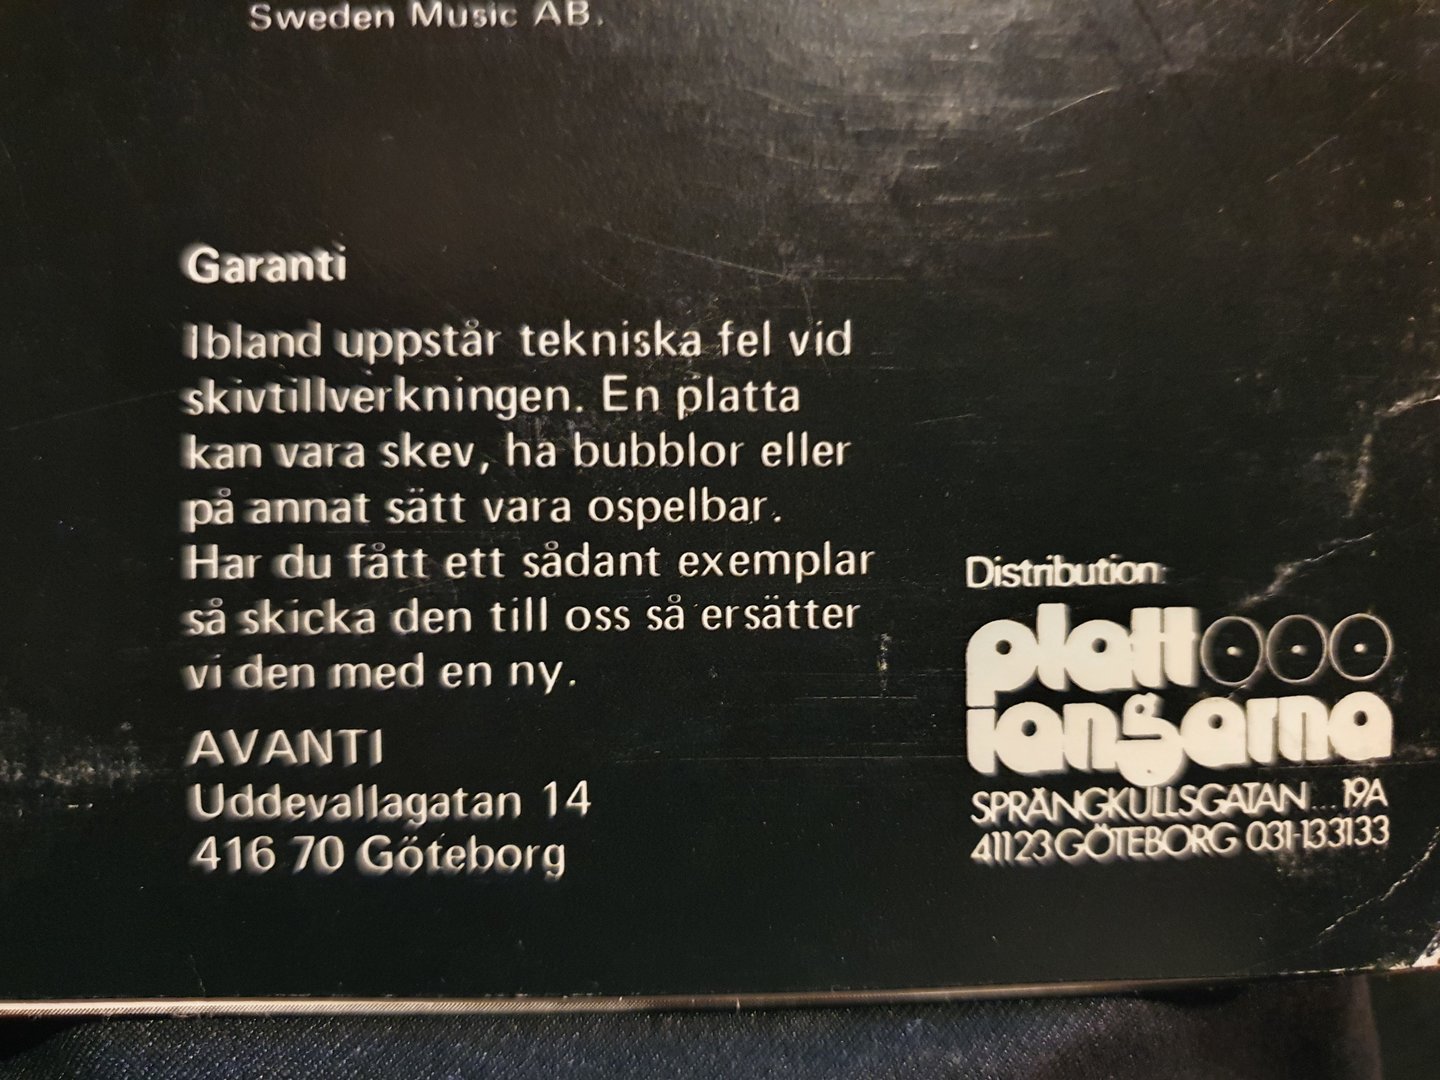 Sweden Music AB.
Garanti
Ibland uppstår tekniska fel vid
skivtillverkningen. En platta
kan vara skev, ha bubblor eller
på annat sätt vara ospelbar.
Har du fått ett sådant exemplar
så skicka den till oss så ersätter
vi den med en ny.
AVANTI
Uddevallagatan 14
416 70 Göteborg
Distribution
platt
langarna
SPRÄNGKULLSGATAN...19A
41123 GÖTEBORG 031-133133